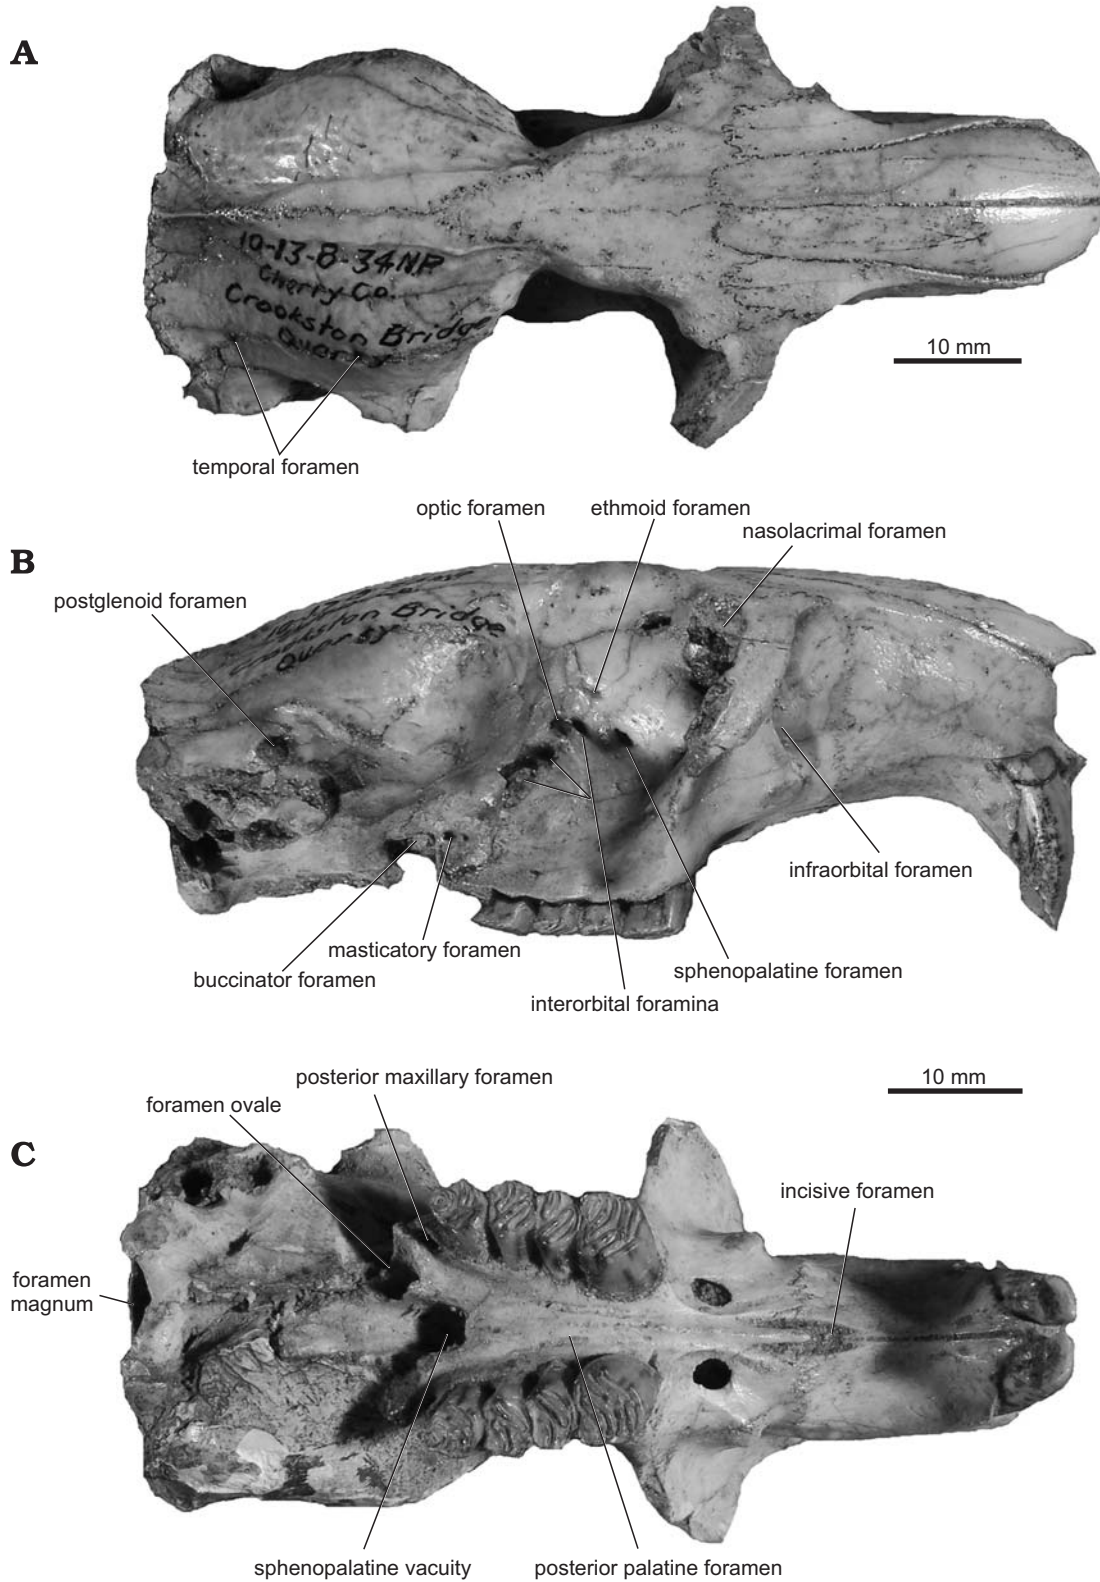 A
10-13-8-34NP
Cherry Co.
Crookston Bridge
Quarry
10 mm
temporal foramen
optic foramen
ethmoid foramen
nasolacrimal foramen
B
postglenoid foramen
Crookston Bridge
Quarry
infraorbital foramen
masticatory foramen
buccinator foramen
sphenopalatine foramen
interorbital foramina
10 mm
posterior maxillary foramen
foramen ovale
C
incisive foramen
foramen
magnum
sphenopalatine vacuity
posterior palatine foramen